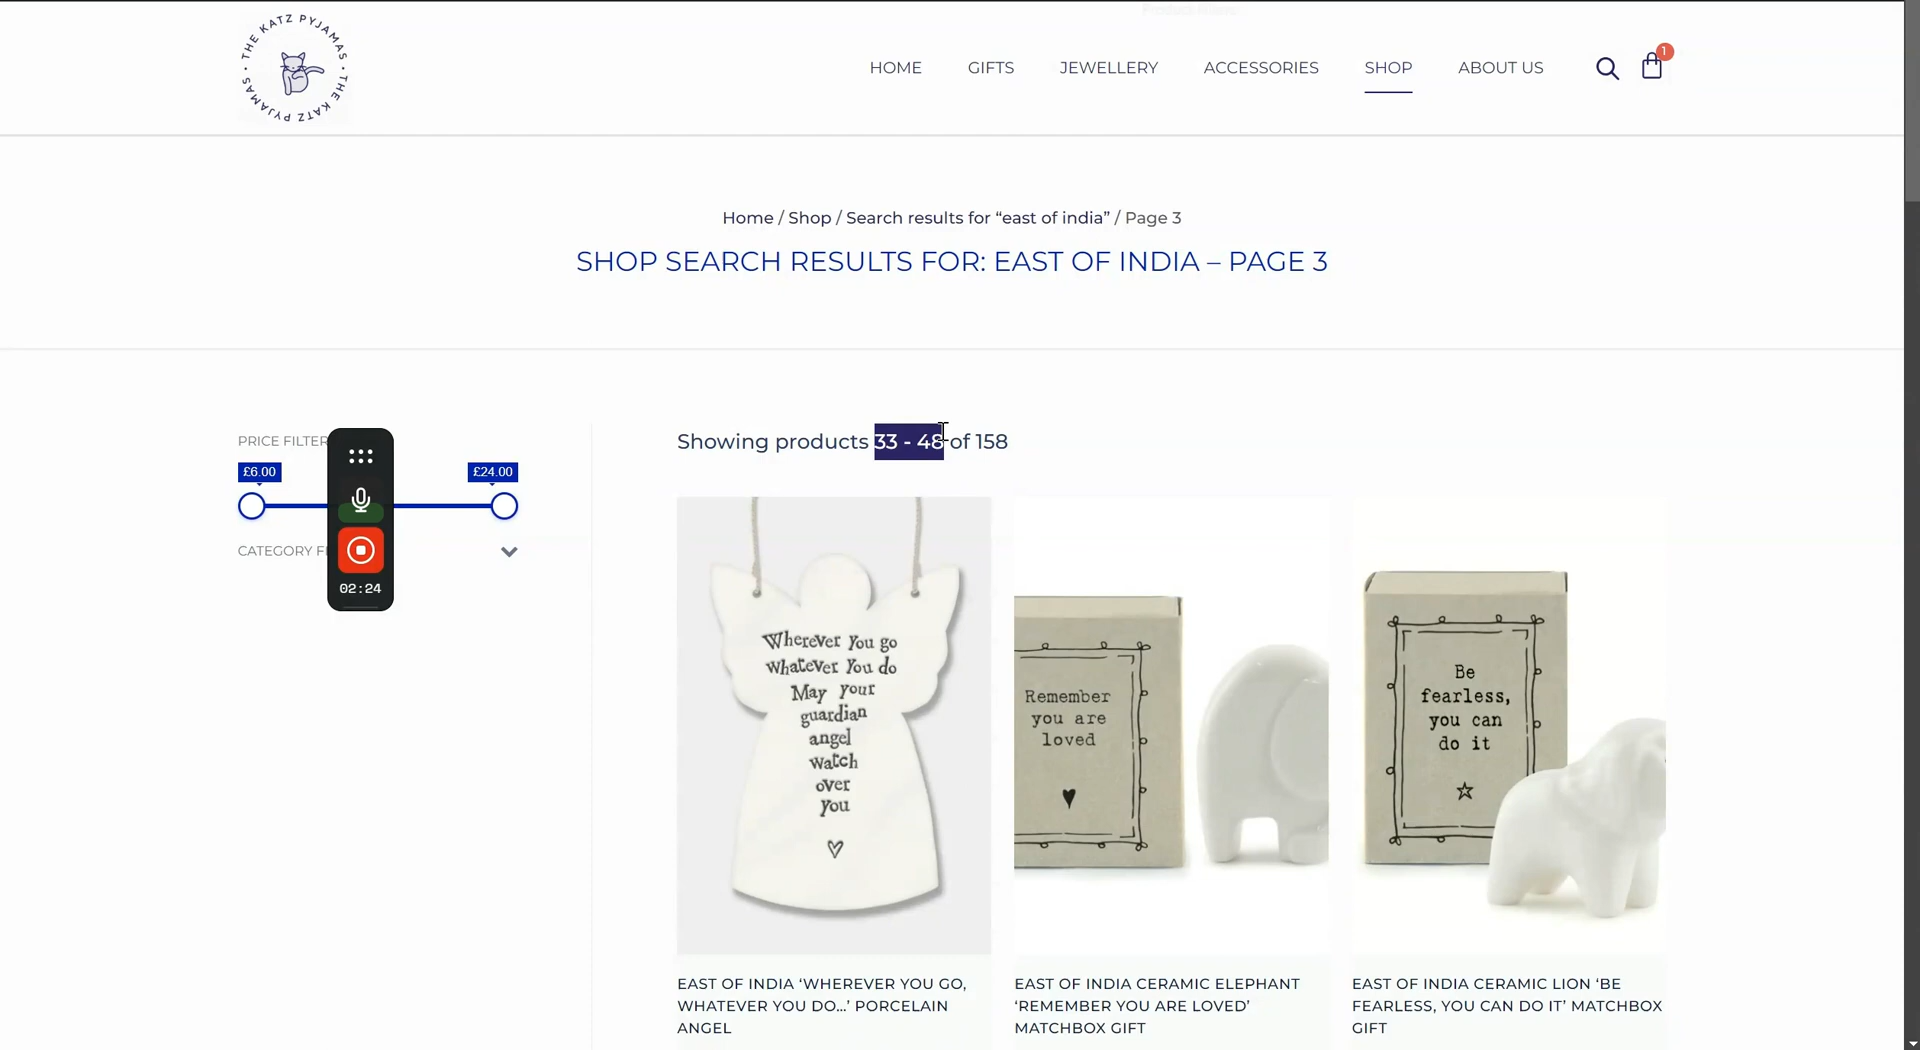 THE KATZ PYJAMAS • THE KATZ PYJAMAS •
HOME
GIFTS
JEWELLERY
ACCESSORIES
SHOP
ABOUT US
1
Home / Shop / Search results for “east of india” / Page 3
SHOP SEARCH RESULTS FOR: EAST OF INDIA – PAGE 3
PRICE FILTER
£6.00
£24.00
CATEGORY
02:24
Showing products 33 - 48 of 158
Wherever you go
whatever you do
May your
guardian
angel
watch
over
you
Remember
you are
loved
Be
fearless,
you can
do it
EAST OF INDIA ‘WHEREVER YOU GO,
WHATEVER YOU DO...’ PORCELAIN
ANGEL
EAST OF INDIA CERAMIC ELEPHANT
‘REMEMBER YOU ARE LOVED’
MATCHBOX GIFT
EAST OF INDIA CERAMIC LION ‘BE
FEARLESS, YOU CAN DO IT’ MATCHBOX
GIFT